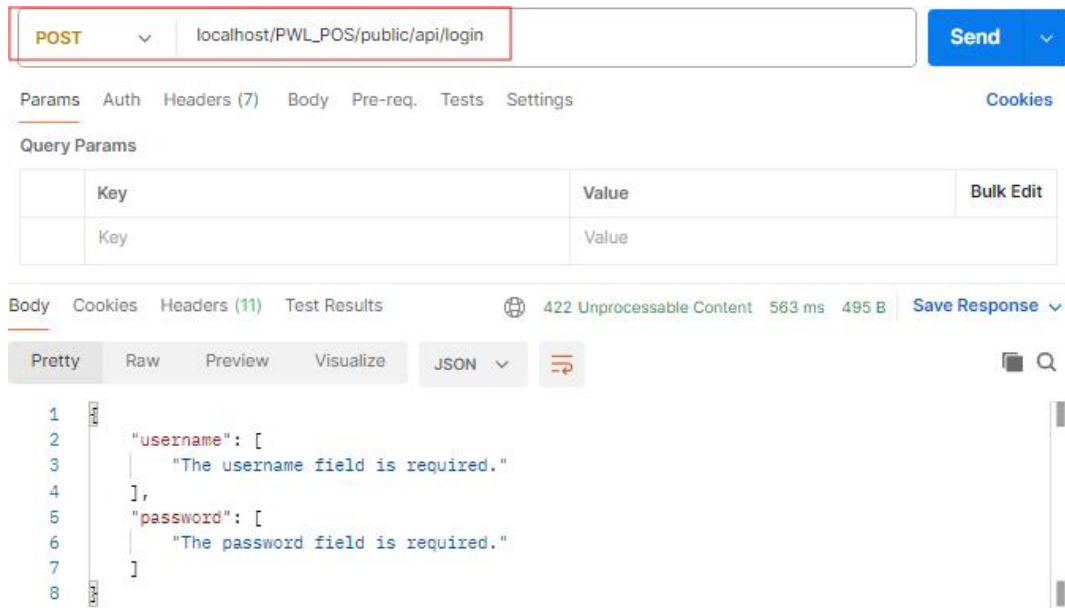 POST localhost/PWL_POS/public/api/login Send
Params Auth Headers (7) Body Pre-req. Tests Settings Cookies
Query Params
Key Value Bulk Edit
Key Value
Body Cookies Headers (11) Test Results 422 Unprocessable Content 563 ms 495 B Save Response
Pretty Raw Preview Visualize JSON
1 {
2 "username": [
3 "The username field is required."
4 ],
5 "password": [
6 "The password field is required."
7 ]
8 }